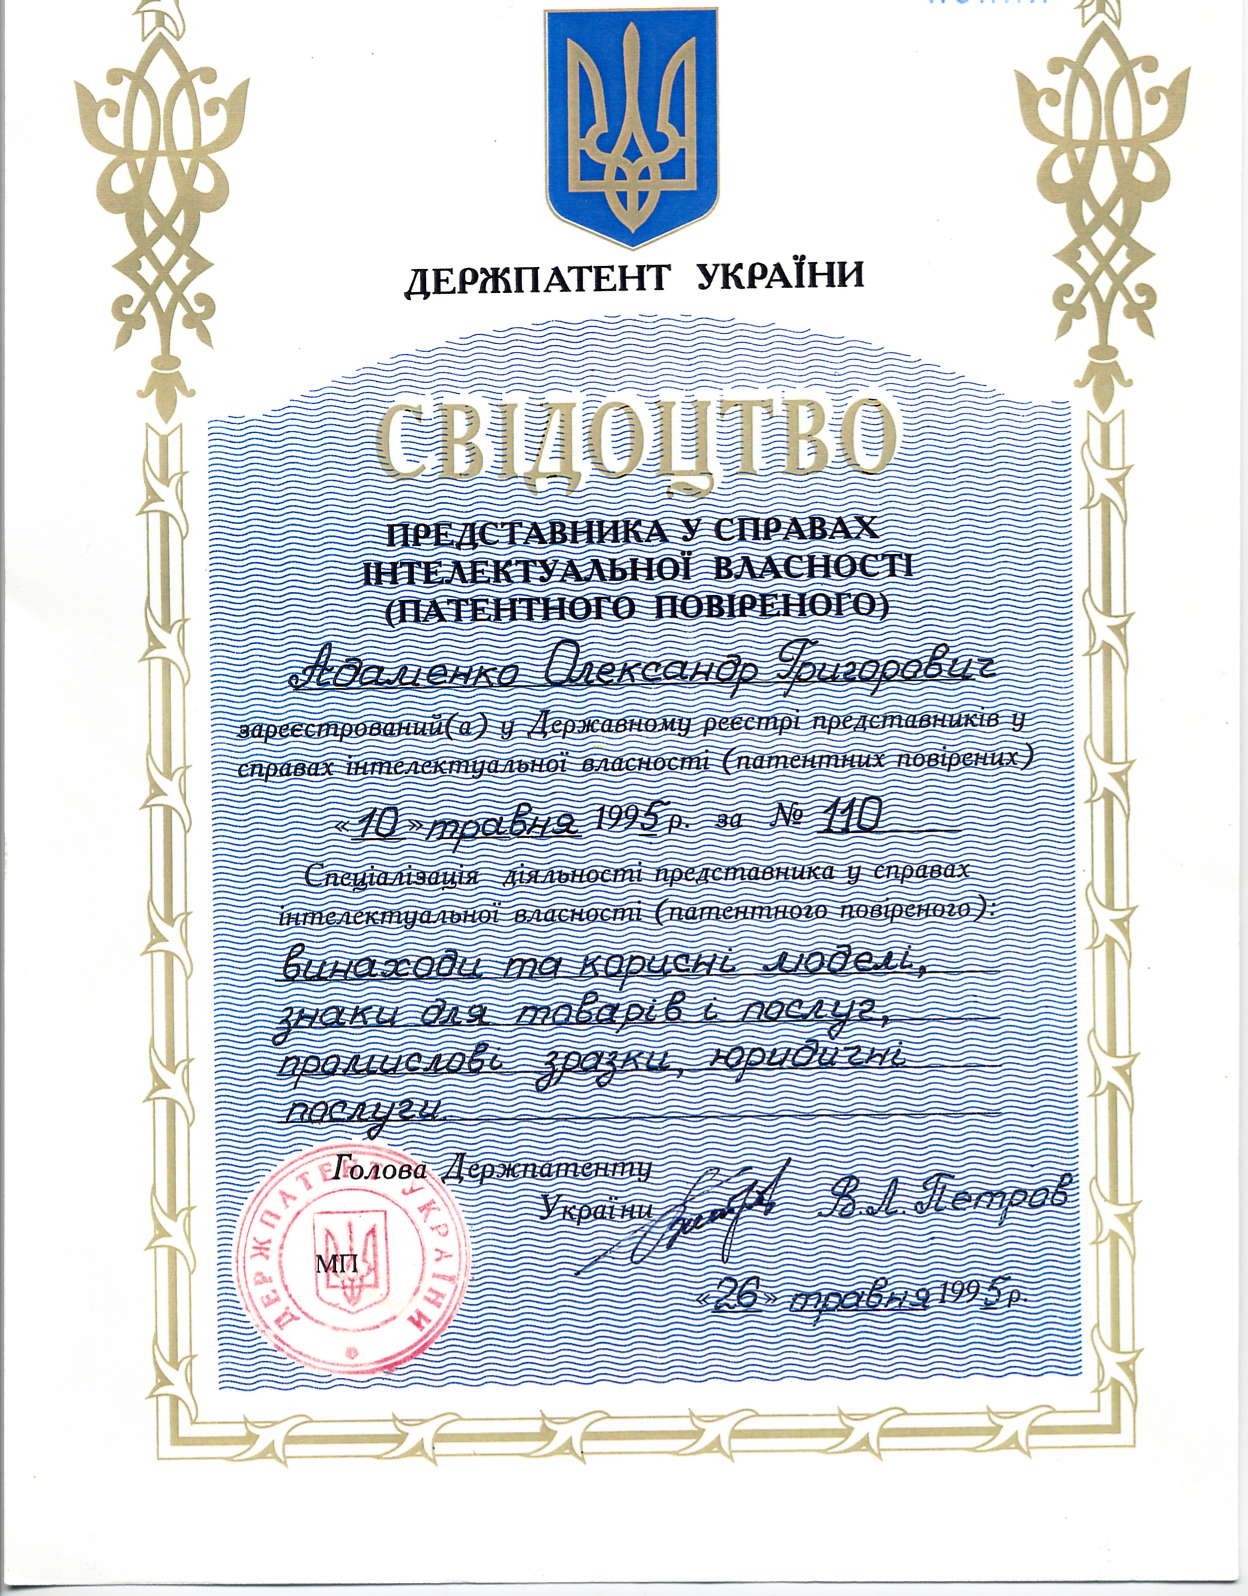 ДЕРЖПАТЕНТ УКРАЇНИ
СВІДОЦТВО
ПРЕДСТАВНИКА У СПРАВАХ
ІНТЕЛЕКТУАЛЬНОЇ ВЛАСНОСТІ
(ПАТЕНТНОГО ПОВІРЕНОГО)
Адаменко Олександр Григорович
зареєстрований(а) у Державному реєстрі представників у
справах інтелектуальної власності (патентних повірених)
«10» травня 1995р. за № 110
Спеціалізація діяльності представника у справах
інтелектуальної власності (патентного повіреного):
винаходи та корисні моделі,
знаки для товарів і послуг,
промислові зразки, юридичні
послуги.
Голова Держпатенту
України
В.Л.Петров
МП
ДЕРЖПАТЕНТ УКРАЇНИ
«26» травня 1995р.